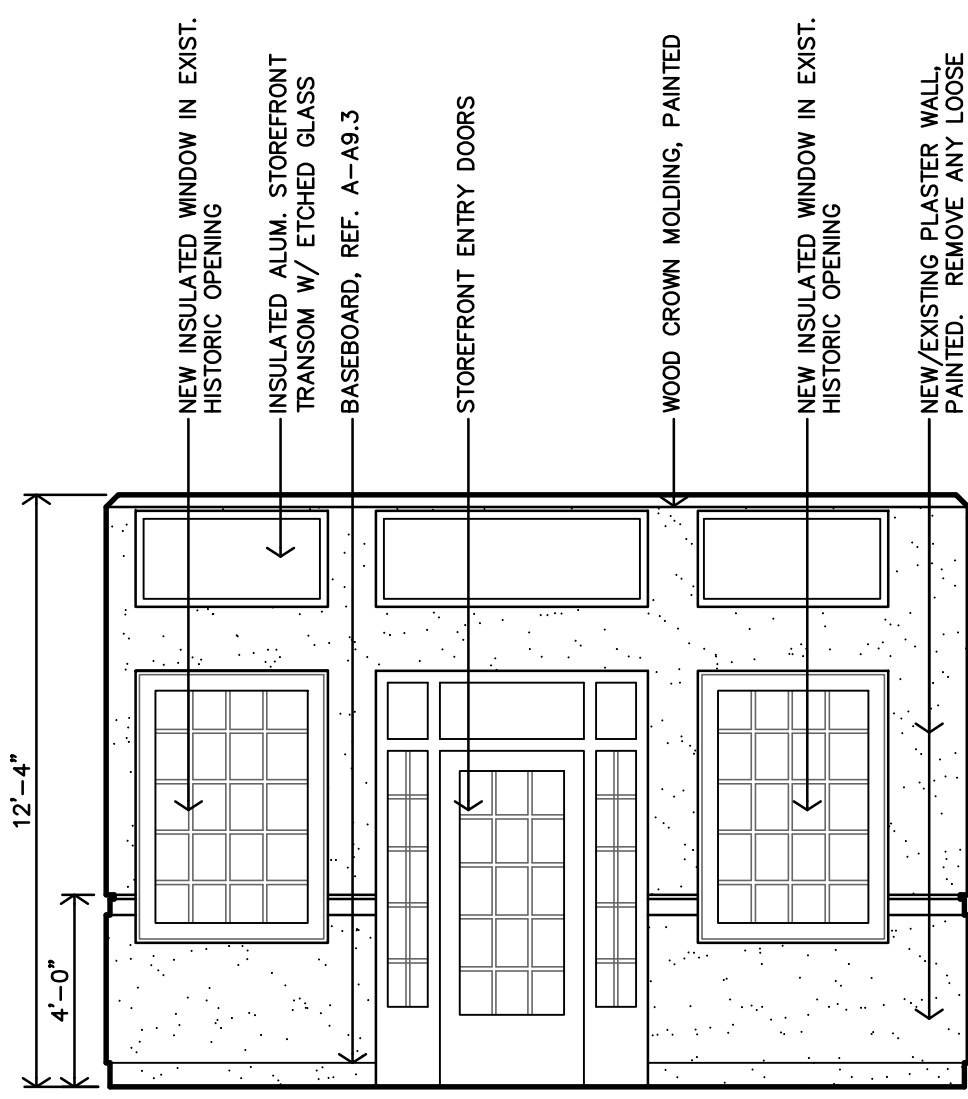 NEW INSULATED WINDOW IN EXIST.
HISTORIC OPENING
INSULATED ALUM. STOREFRONT
TRANSOM W/ ETCHED GLASS
BASEBOARD, REF. A-A9.3
STOREFRONT ENTRY DOORS
WOOD CROWN MOLDING, PAINTED
NEW INSULATED WINDOW IN EXIST.
HISTORIC OPENING
NEW/EXISTING PLASTER WALL,
PAINTED. REMOVE ANY LOOSE
12'-4"
4'-0"